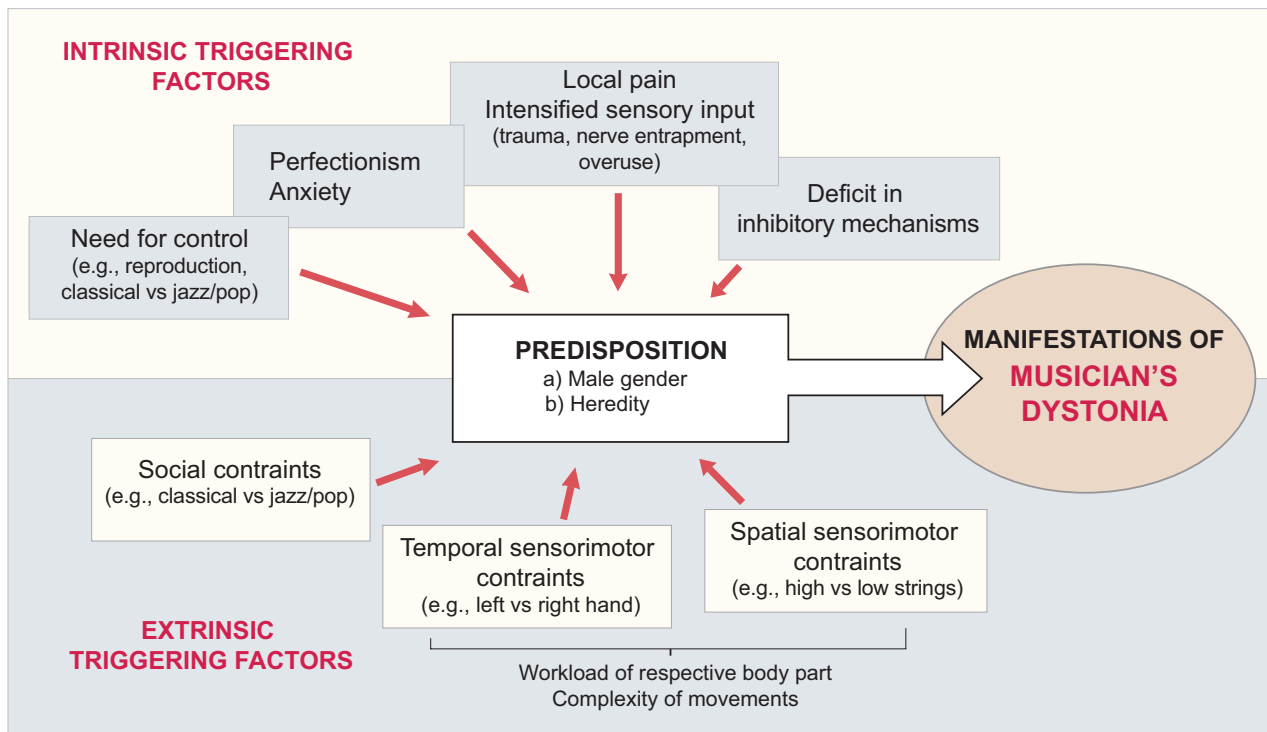 INTRINSIC TRIGGERING
FACTORS
Local pain
Intensified sensory input
(trauma, nerve entrapment,
overuse)
Perfectionism
Anxiety
Deficit in
inhibitory mechanisms
Need for control
(e.g., reproduction,
classical vs jazz/pop)
PREDISPOSITION
a) Male gender
b) Heredity
MANIFESTATIONS OF
MUSICIAN'S
DYSTONIA
Social contraints
(e.g., classical vs jazz/pop)
Temporal sensorimotor
contraints
(e.g., left vs right hand)
Spatial sensorimotor
contraints
(e.g., high vs low strings)
EXTRINSIC
TRIGGERING FACTORS
Workload of respective body part
Complexity of movements